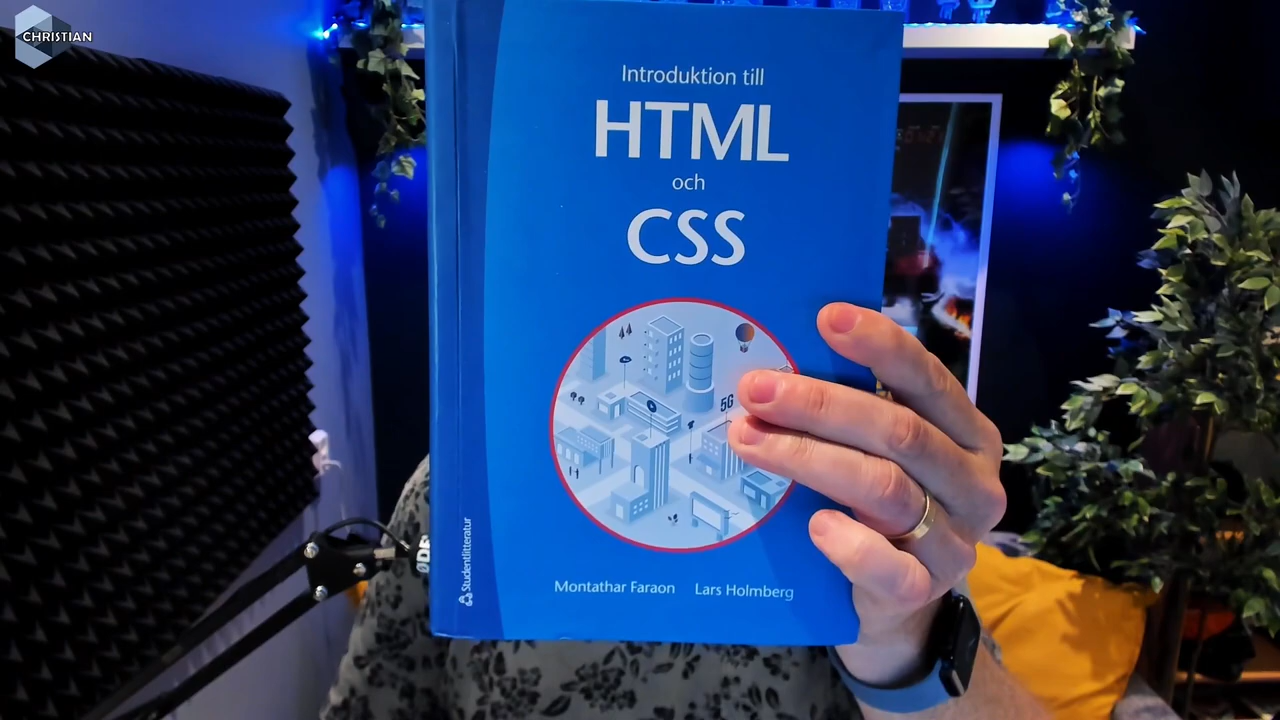 CHRISTIAN
Introduktion till
HTML
och
CSS
5G
Studentlitteratur
Montathar Faraon Lars Holmberg